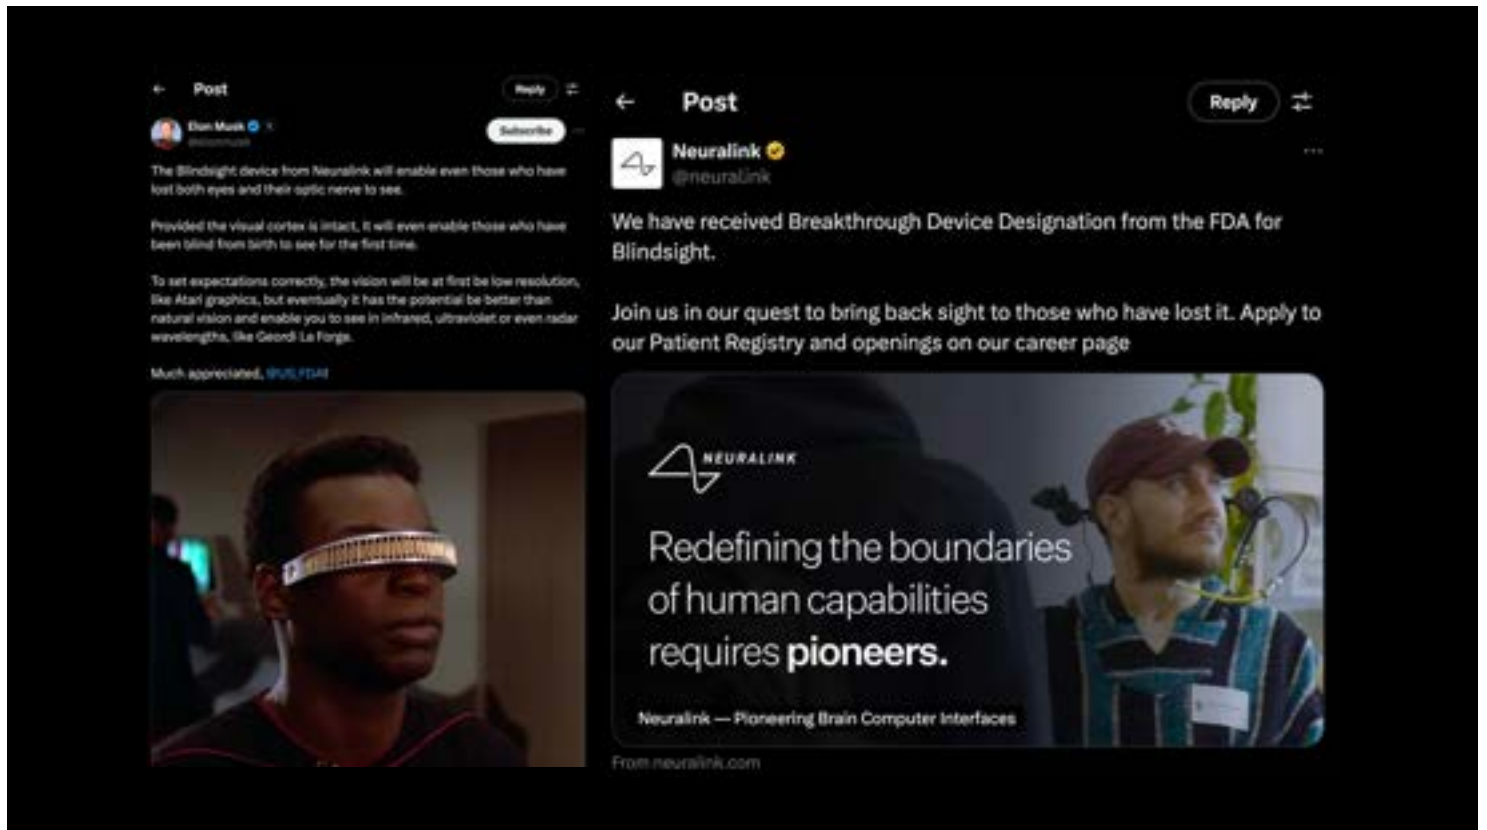 Post
Reply
Elon Musk
@elonmusk
Subscribe
The Blindsight device from Neuralink will enable even those who have
lost both eyes and their optic nerve to see.
Provided the visual cortex is intact, it will even enable those who have
been blind from birth to see for the first time.
To set expectations correctly, the vision will be at first be low resolution,
like Atari graphics, but eventually it has the potential be better than
natural vision and enable you to see in infrared, ultraviolet or even radar
wavelengths, like Geordi La Forge.
Much appreciated, @US_FDA!
Post
Reply
Neuralink
@neuralink
We have received Breakthrough Device Designation from the FDA for
Blindsight.
Join us in our quest to bring back sight to those who have lost it. Apply to
our Patient Registry and openings on our career page
NEURALINK
Redefining the boundaries
of human capabilities
requires pioneers.
Neuralink — Pioneering Brain Computer Interfaces
From neuralink.com